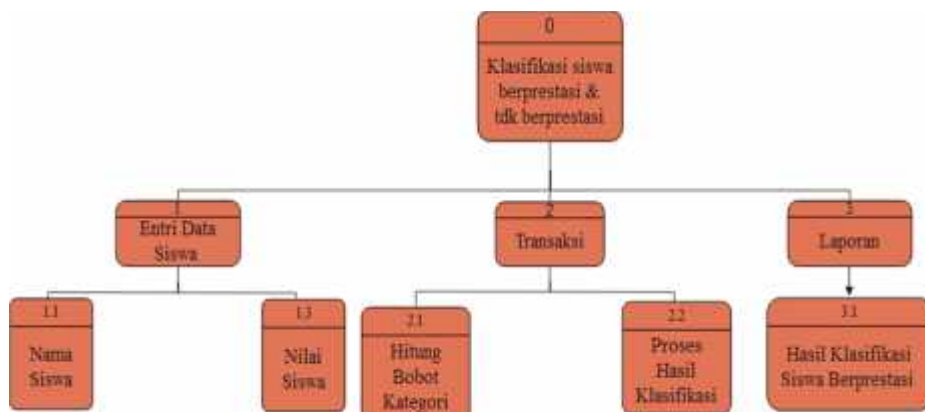 0
Klasifikasi siswa
berprestasi &
tdk berprestasi
1
Entri Data
Siswa
2
Transaksi
3
Laporan
1.1
Nama
Siswa
1.3
Nilai
Siswa
2.1
Hitung
Bobot
Kategori
2.2
Proses
Hasil
Klasifikasi
3.1
Hasil Klasifikasi
Siswa Berprestasi